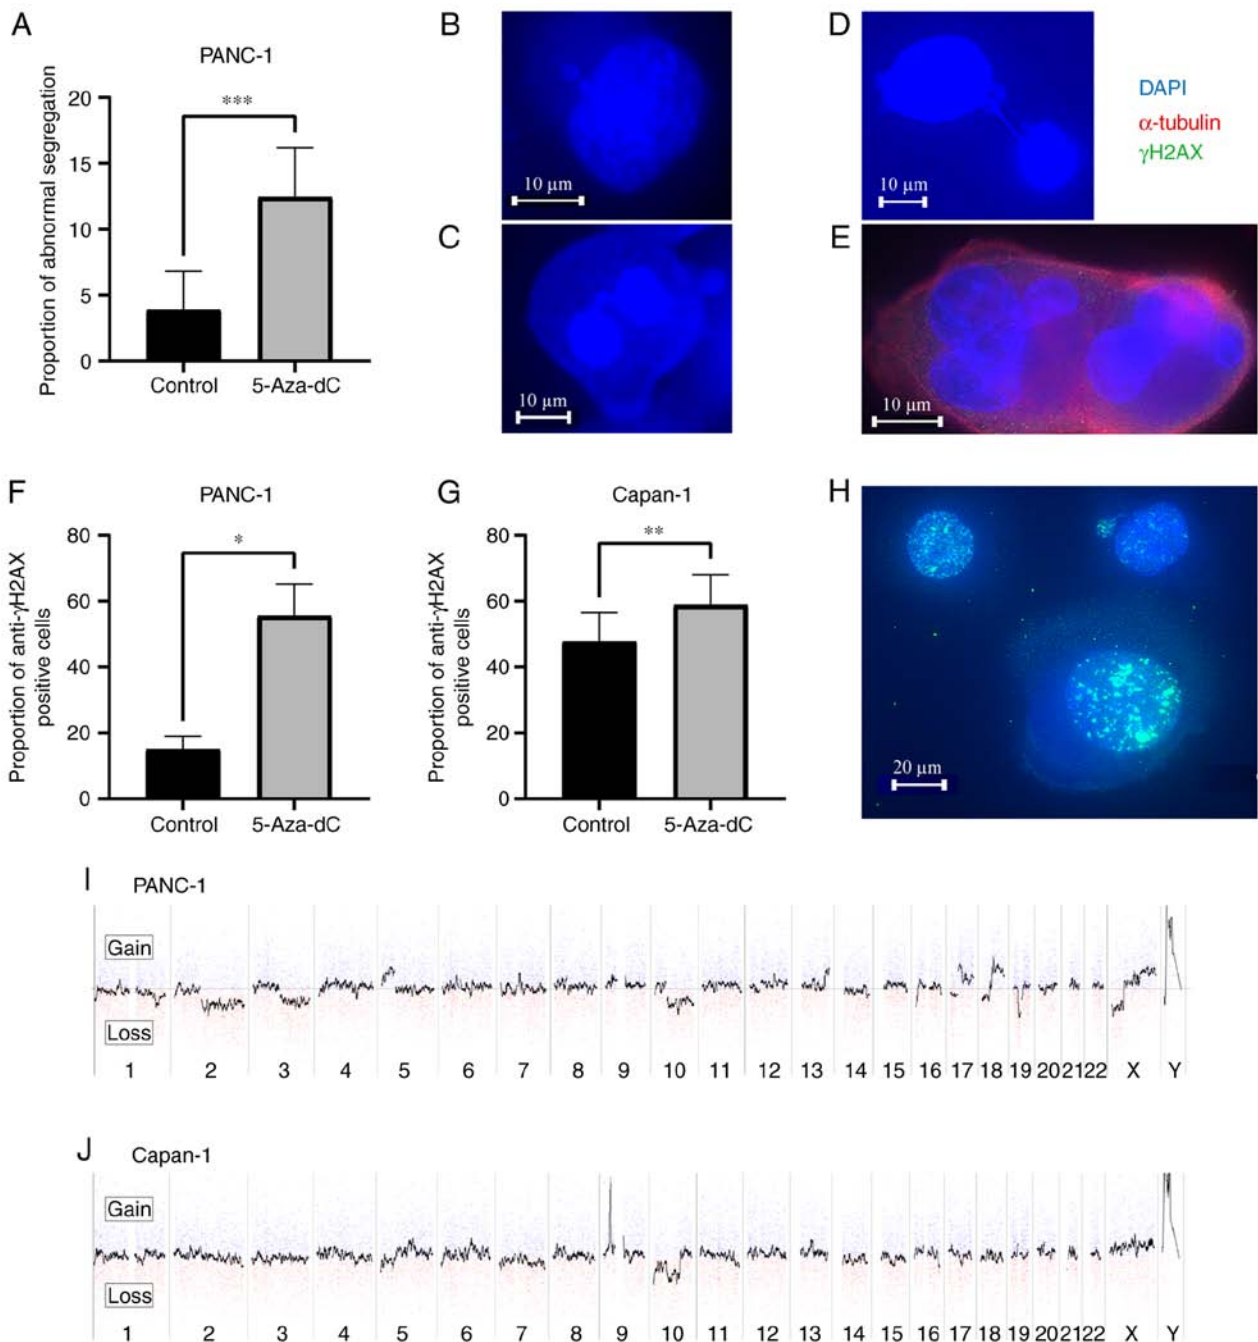 A
PANC-1
Proportion of abnormal segregation
20
15
10
5
0
***
Control
5-Aza-dC
B
10 µm
C
10 µm
D
10 µm
DAPI
α-tubulin
γH2AX
E
10 µm
F
PANC-1
Proportion of anti-γH2AX
positive cells
80
60
40
20
0
*
Control
5-Aza-dC
G
Capan-1
Proportion of anti-γH2AX
positive cells
80
60
40
20
0
**
Control
5-Aza-dC
H
20 µm
I
PANC-1
Gain
Loss
1 2 3 4 5 6 7 8 9 10 11 12 13 14 15 16 17 18 19 20 21 22 X Y
J
Capan-1
Gain
Loss
1 2 3 4 5 6 7 8 9 10 11 12 13 14 15 16 17 18 19 20 21 22 X Y